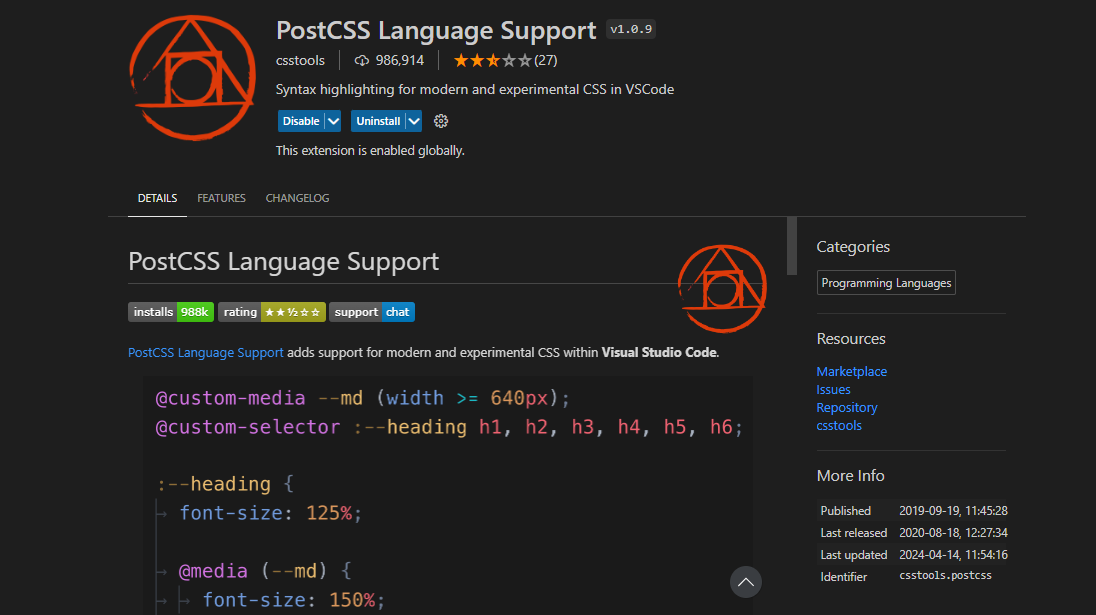 PostCSS Language Support v1.0.9
csstools 986,914 (27)
Syntax highlighting for modern and experimental CSS in VSCode
Disable Uninstall
This extension is enabled globally.
DETAILS FEATURES CHANGELOG
PostCSS Language Support
installs 988k rating ★★½☆☆ support chat
PostCSS Language Support adds support for modern and experimental CSS within Visual Studio Code.
@custom-media --md (width >= 640px);
@custom-selector :--heading h1, h2, h3, h4, h5, h6;
:--heading {
font-size: 125%;
@media (--md) {
font-size: 150%;
Categories
Programming Languages
Resources
Marketplace
Issues
Repository
csstools
More Info
Published 2019-09-19, 11:45:28
Last released 2020-08-18, 12:27:34
Last updated 2024-04-14, 11:54:16
Identifier csstools.postcss